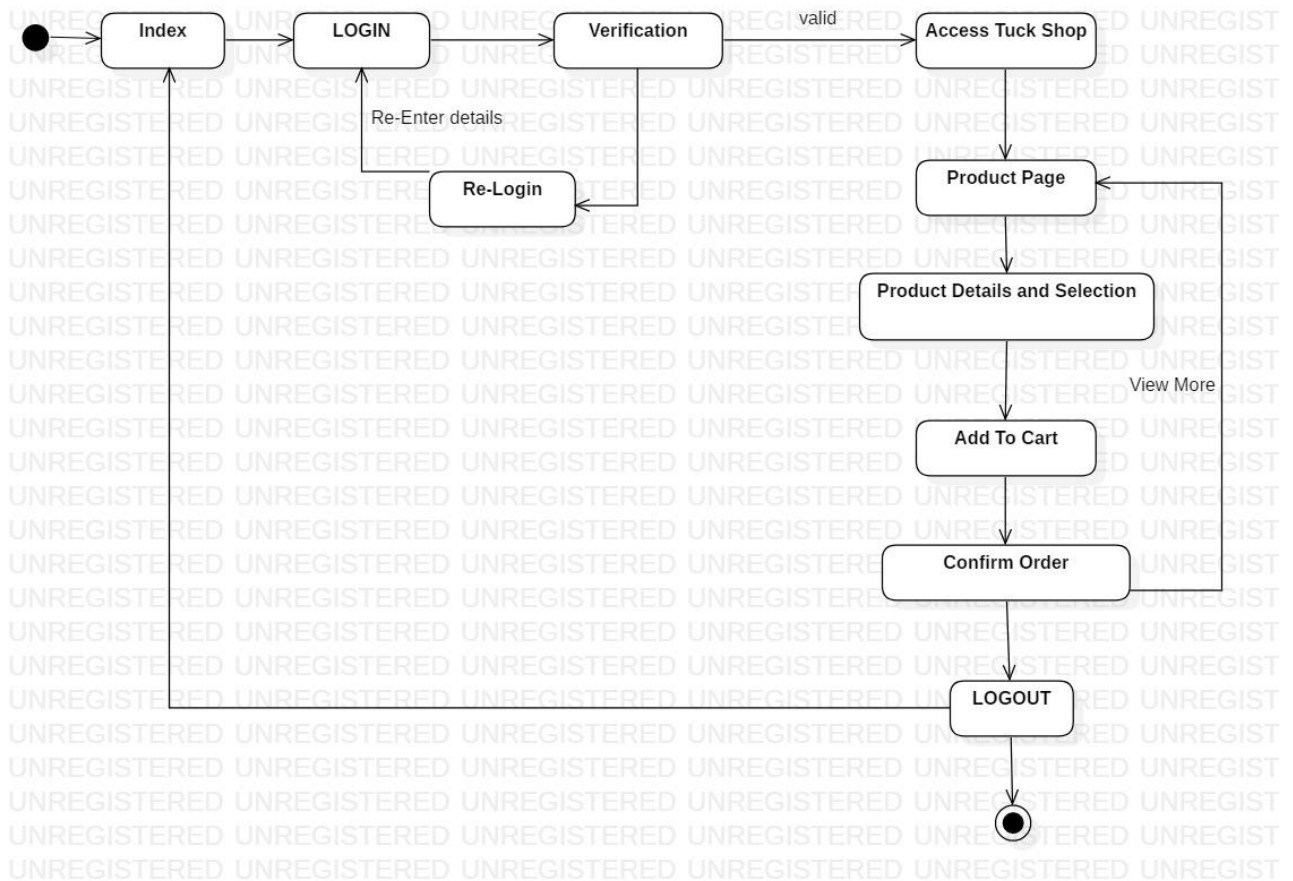 Index
LOGIN
Verification
valid
Access Tuck Shop
Re-Enter details
Re-Login
Product Page
Product Details and Selection
View More
Add To Cart
Confirm Order
LOGOUT
UNREGISTERED